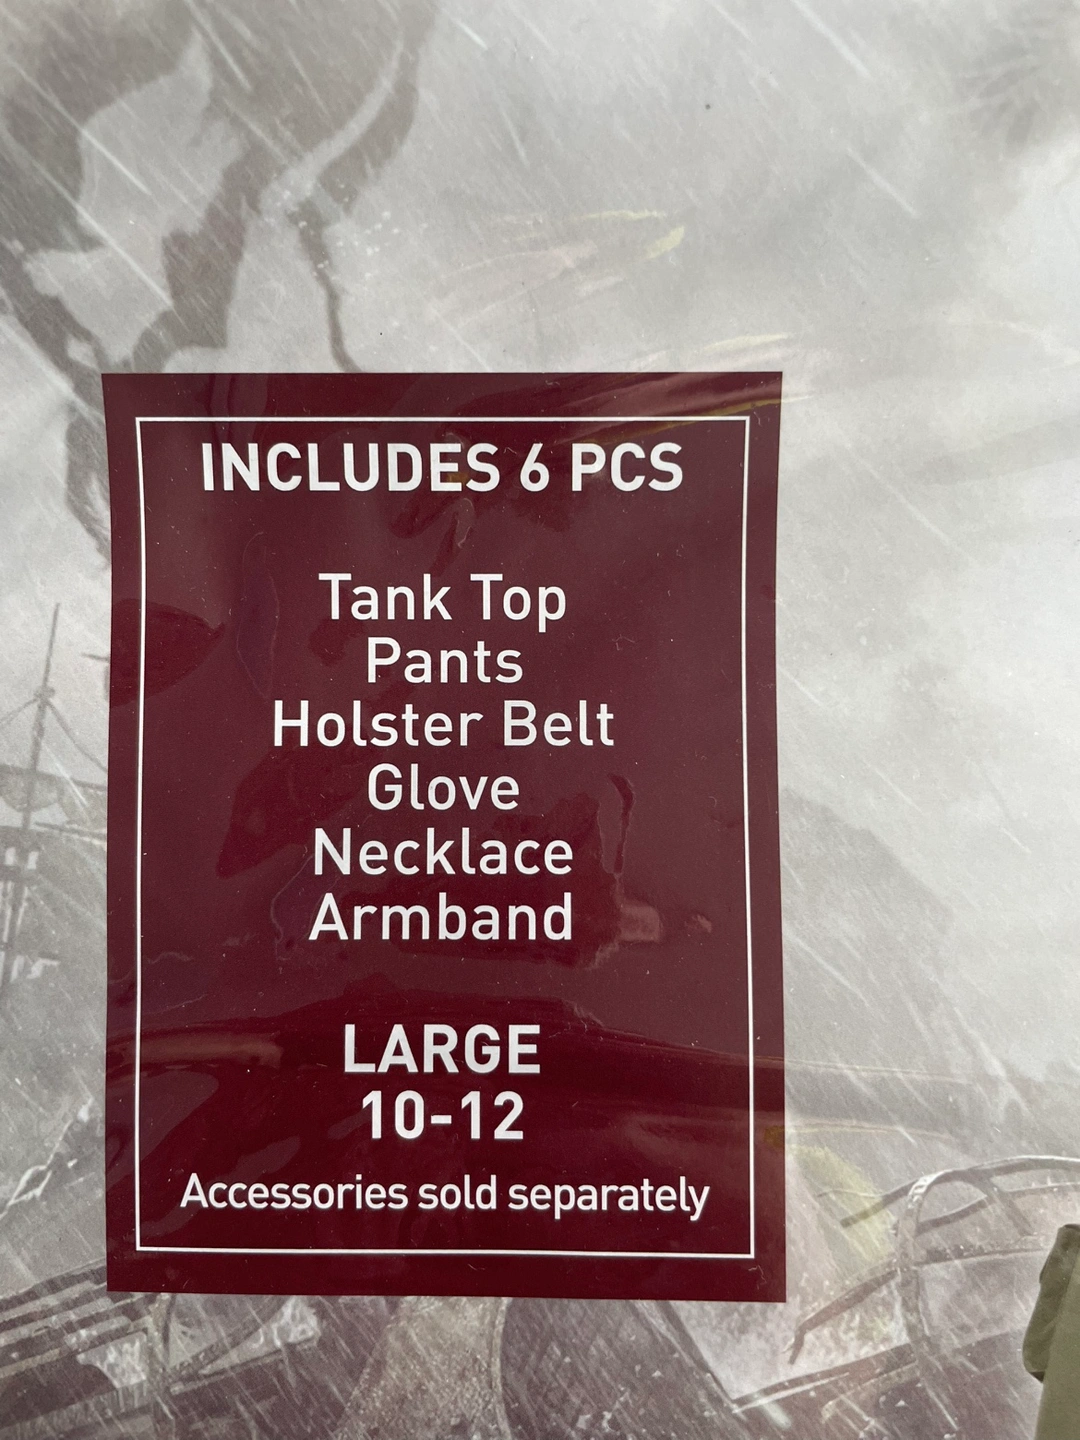 INCLUDES 6 PCS
Tank Top
Pants
Holster Belt
Glove
Necklace
Armband
LARGE
10-12
Accessories sold separately